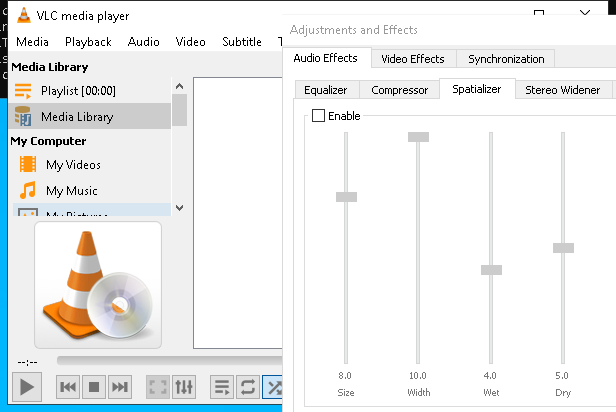 VLC media player
Media Playback Audio Video Subtitle
Media Library
Playlist [00:00]
Media Library
My Computer
My Videos
My Music
My Pictures
--:--
Adjustments and Effects
Audio Effects Video Effects Synchronization
Equalizer Compressor Spatializer Stereo Widener
Enable
8.0 10.0 4.0 5.0
Size Width Wet Dry